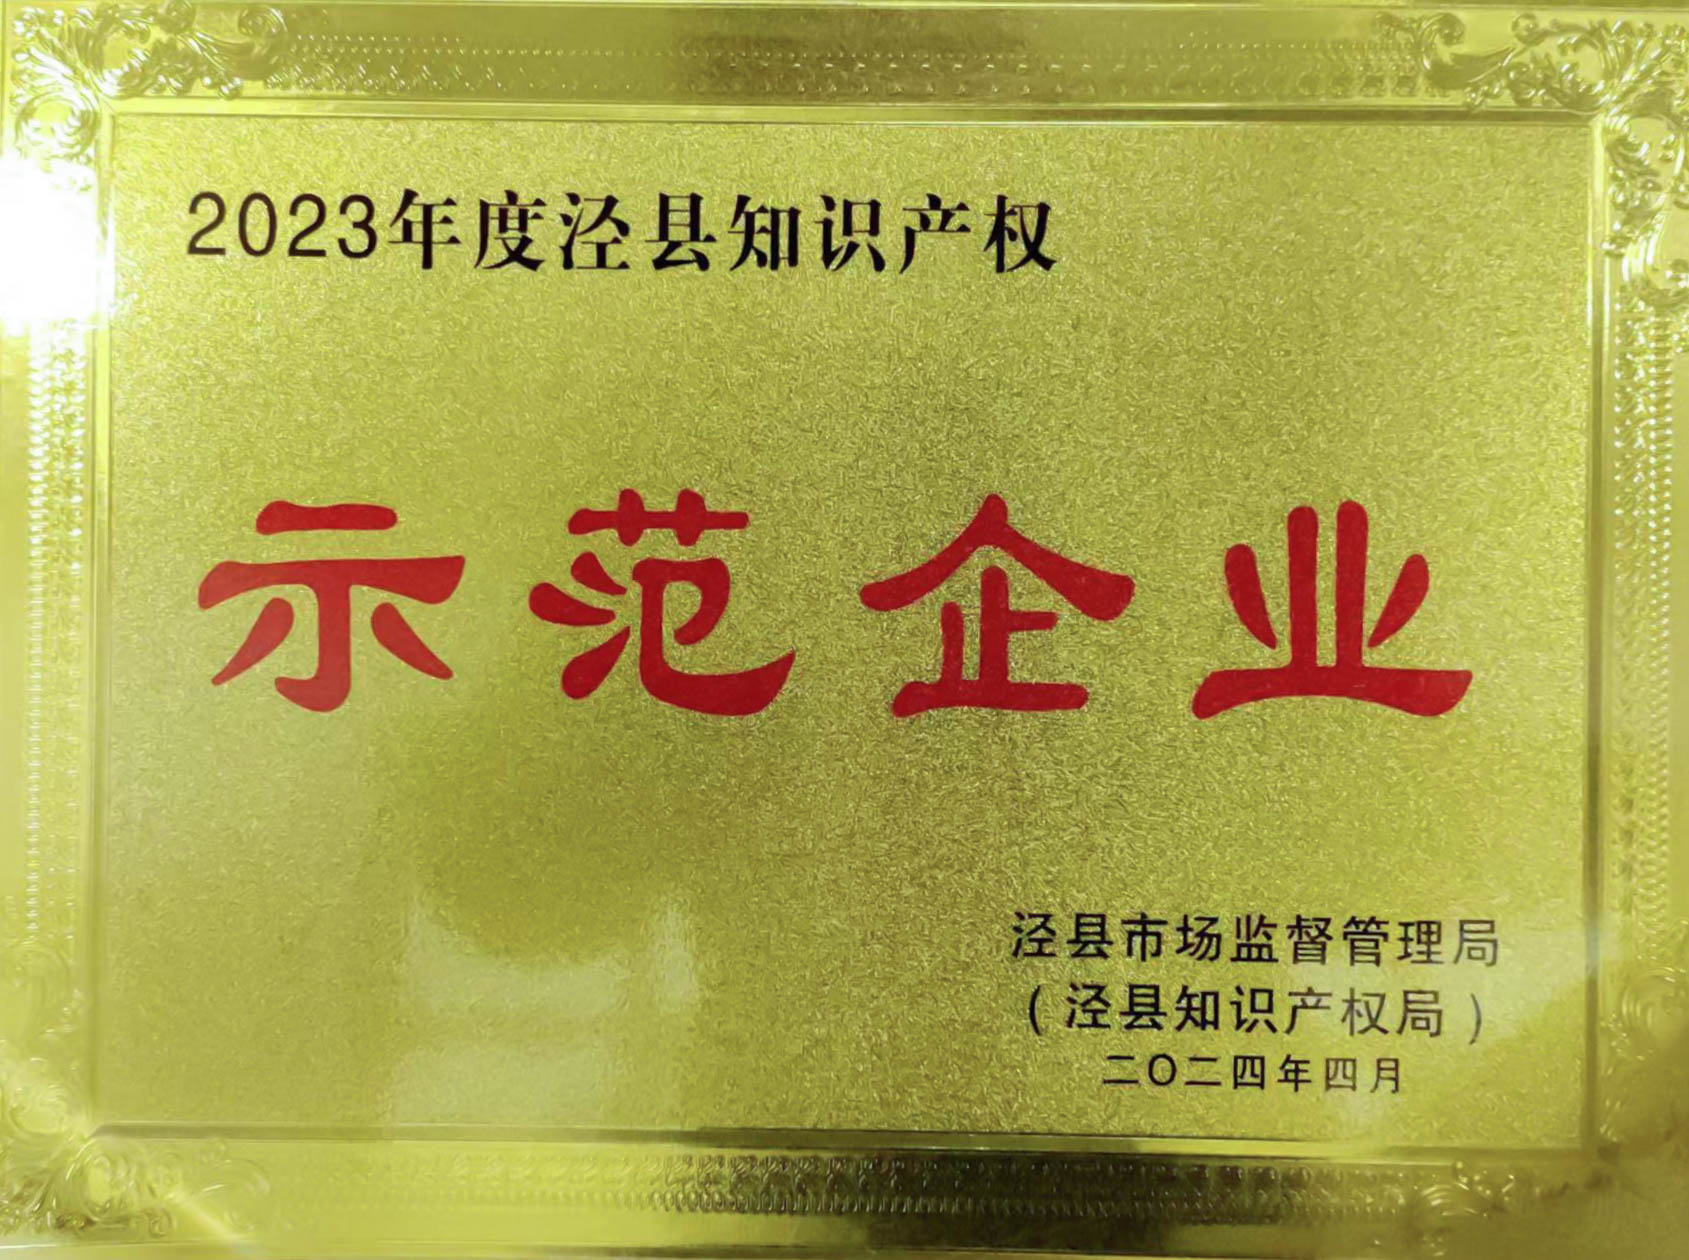 2023年度泾县知识产权
示范企业
泾县市场监督管理局
（泾县知识产权局）
二〇二四年四月